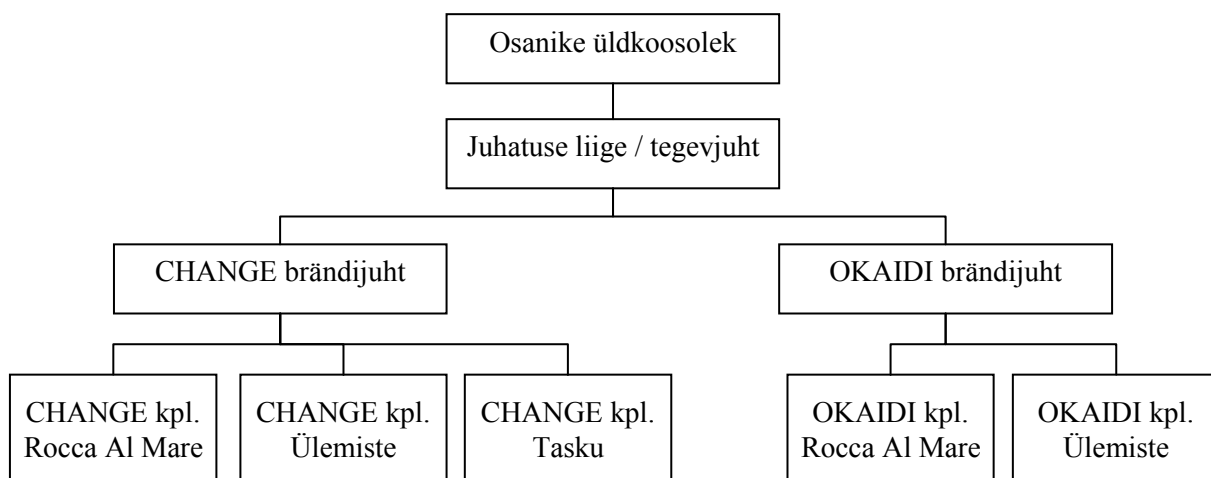 Osanike üldkoosolek
Juhatuse liige / tegevjuht
CHANGE brändijuht
OKAIDI brändijuht
CHANGE kpl.
Rocca Al Mare
CHANGE kpl.
Ülemiste
CHANGE kpl.
Tasku
OKAIDI kpl.
Rocca Al Mare
OKAIDI kpl.
Ülemiste